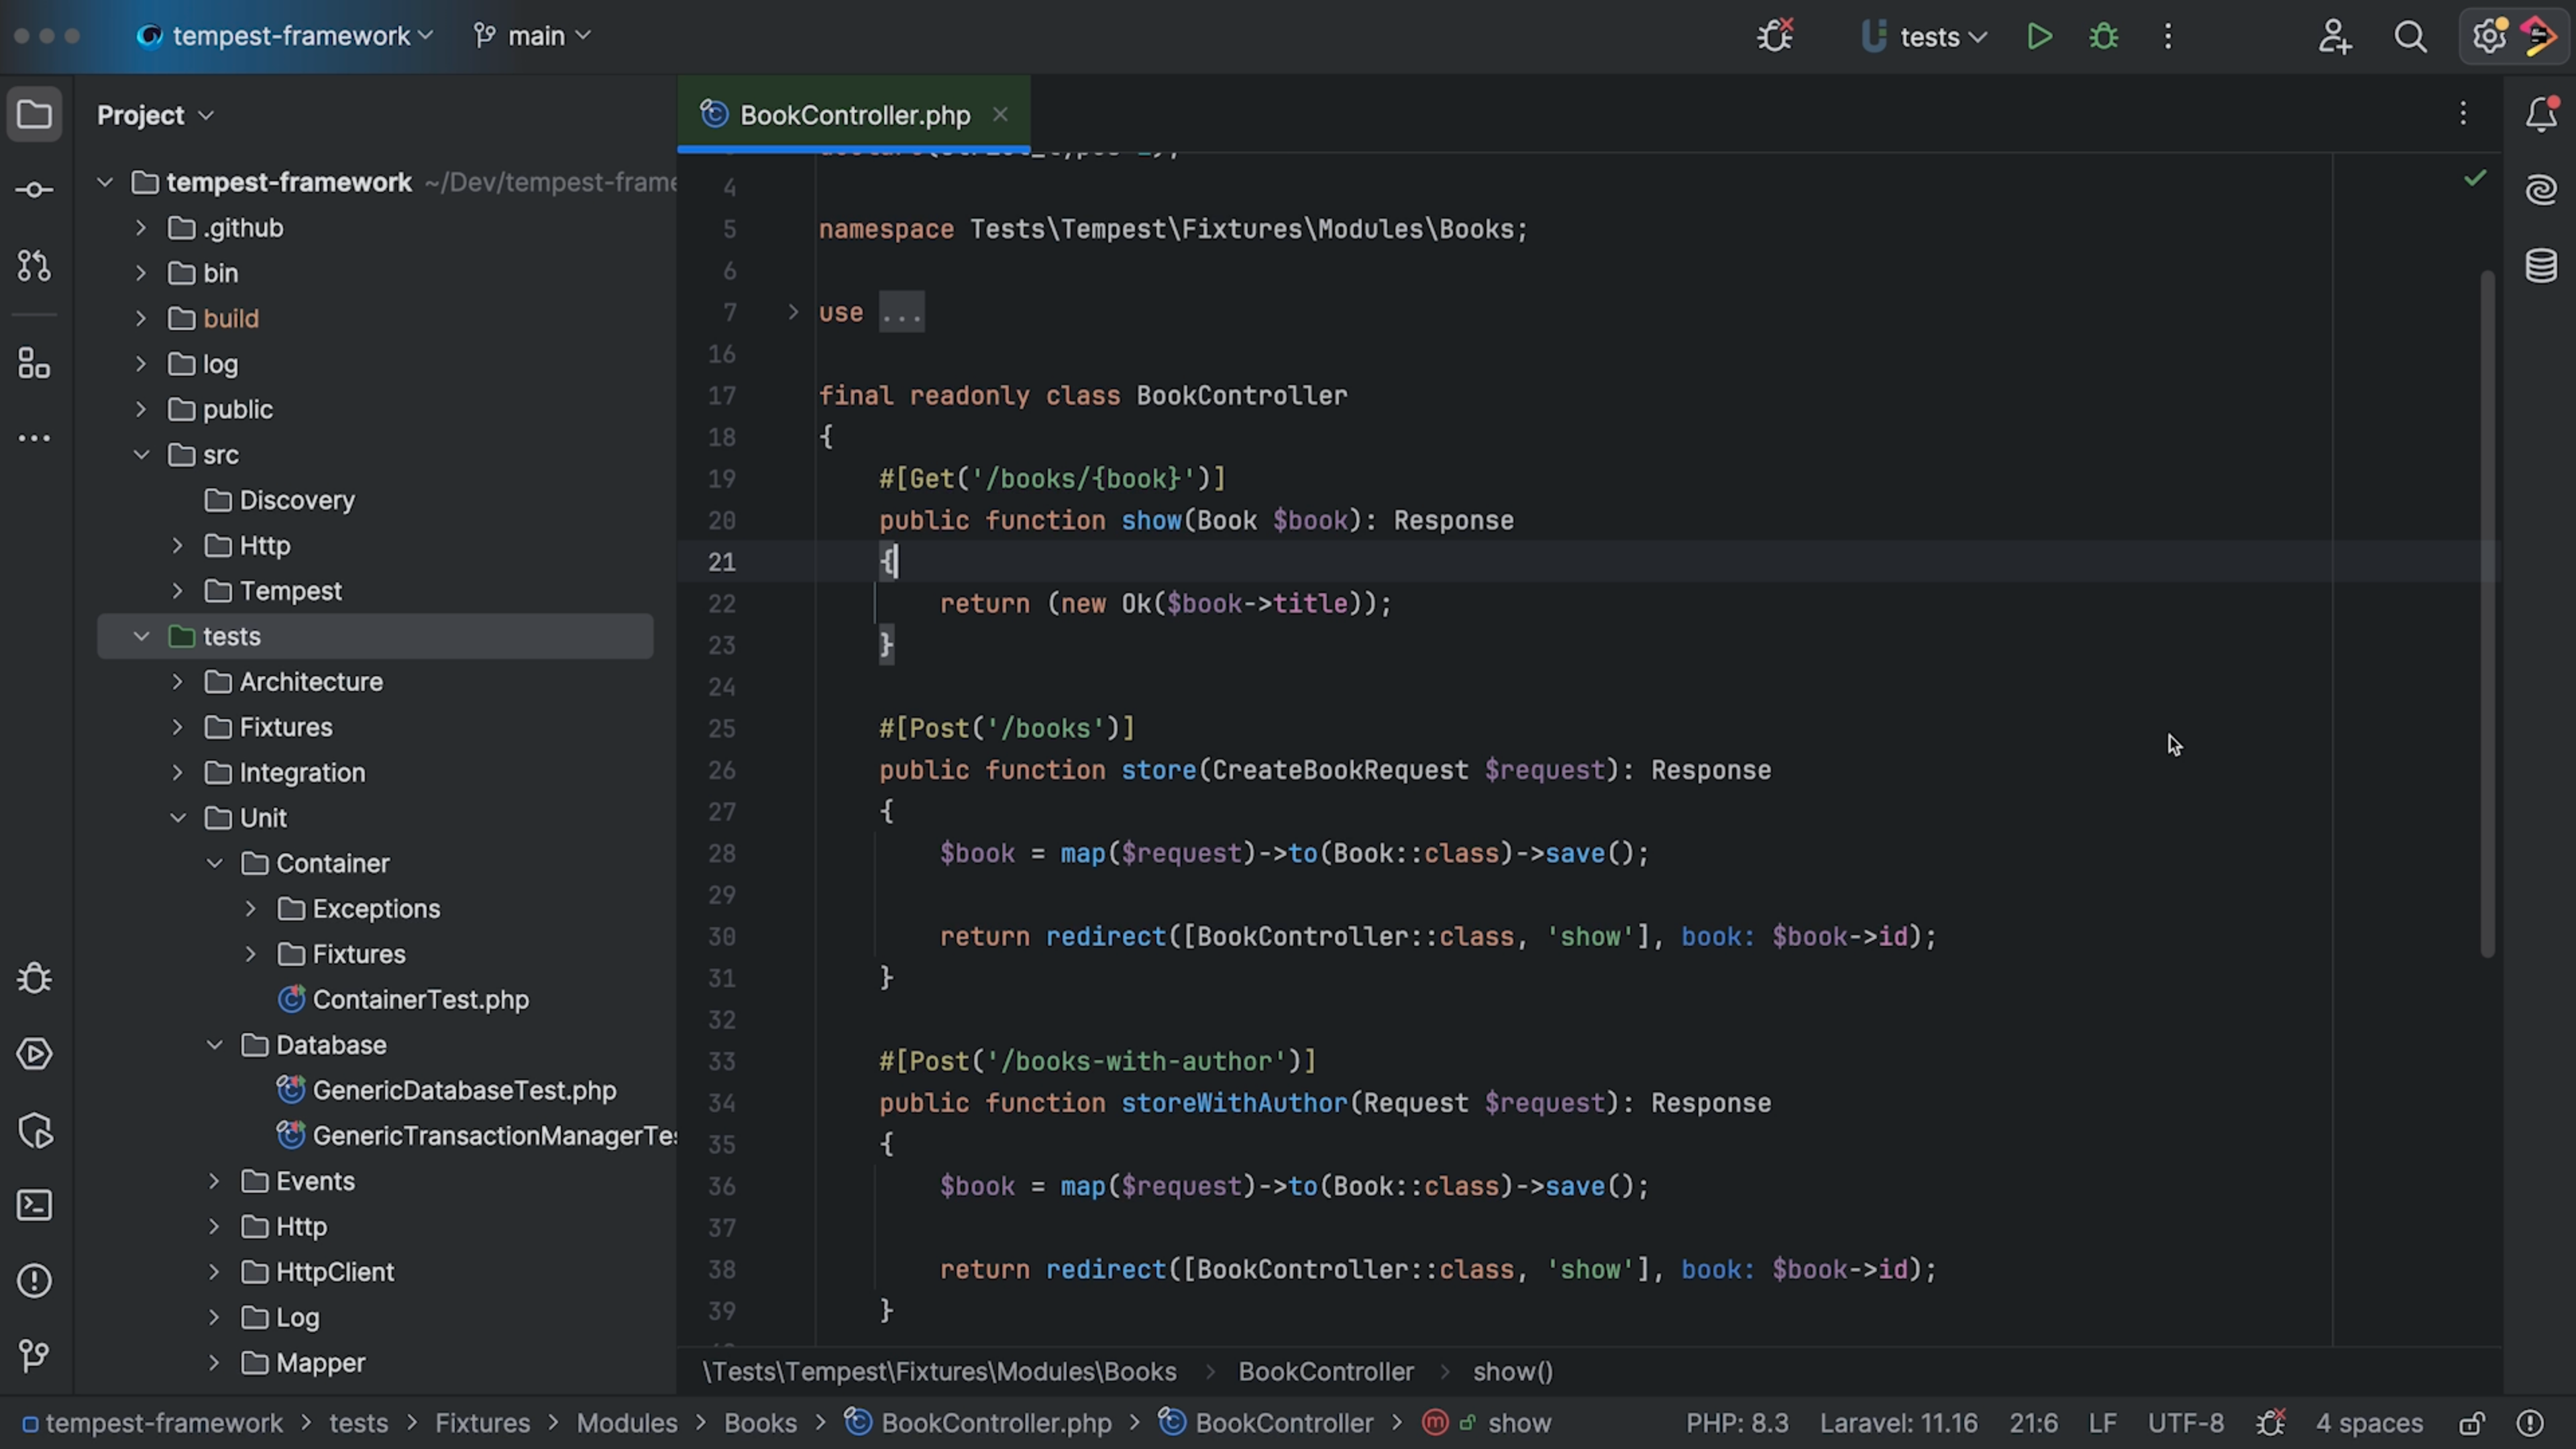 tempest-framework main tests
Project
tempest-framework ~/Dev/tempest-frame
.github
bin
build
log
public
src
Discovery
Http
Tempest
tests
Architecture
Fixtures
Integration
Unit
Container
Exceptions
Fixtures
ContainerTest.php
Database
GenericDatabaseTest.php
GenericTransactionManagerTes
Events
Http
HttpClient
Log
Mapper
BookController.php
4
5 namespace Tests\Tempest\Fixtures\Modules\Books;
6
7 use ...
16
17 final readonly class BookController
18 {
19 #[Get('/books/{book}')]
20 public function show(Book $book): Response
21 {
22 return (new Ok($book->title));
23 }
24
25 #[Post('/books')]
26 public function store(CreateBookRequest $request): Response
27 {
28 $book = map($request)->to(Book::class)->save();
29
30 return redirect([BookController::class, 'show'], book: $book->id);
31 }
32
33 #[Post('/books-with-author')]
34 public function storeWithAuthor(Request $request): Response
35 {
36 $book = map($request)->to(Book::class)->save();
37
38 return redirect([BookController::class, 'show'], book: $book->id);
39 }
\Tests\Tempest\Fixtures\Modules\Books > BookController > show()
tempest-framework > tests > Fixtures > Modules > Books > BookController.php > BookController > m show PHP: 8.3 Laravel: 11.16 21:6 LF UTF-8 4 spaces